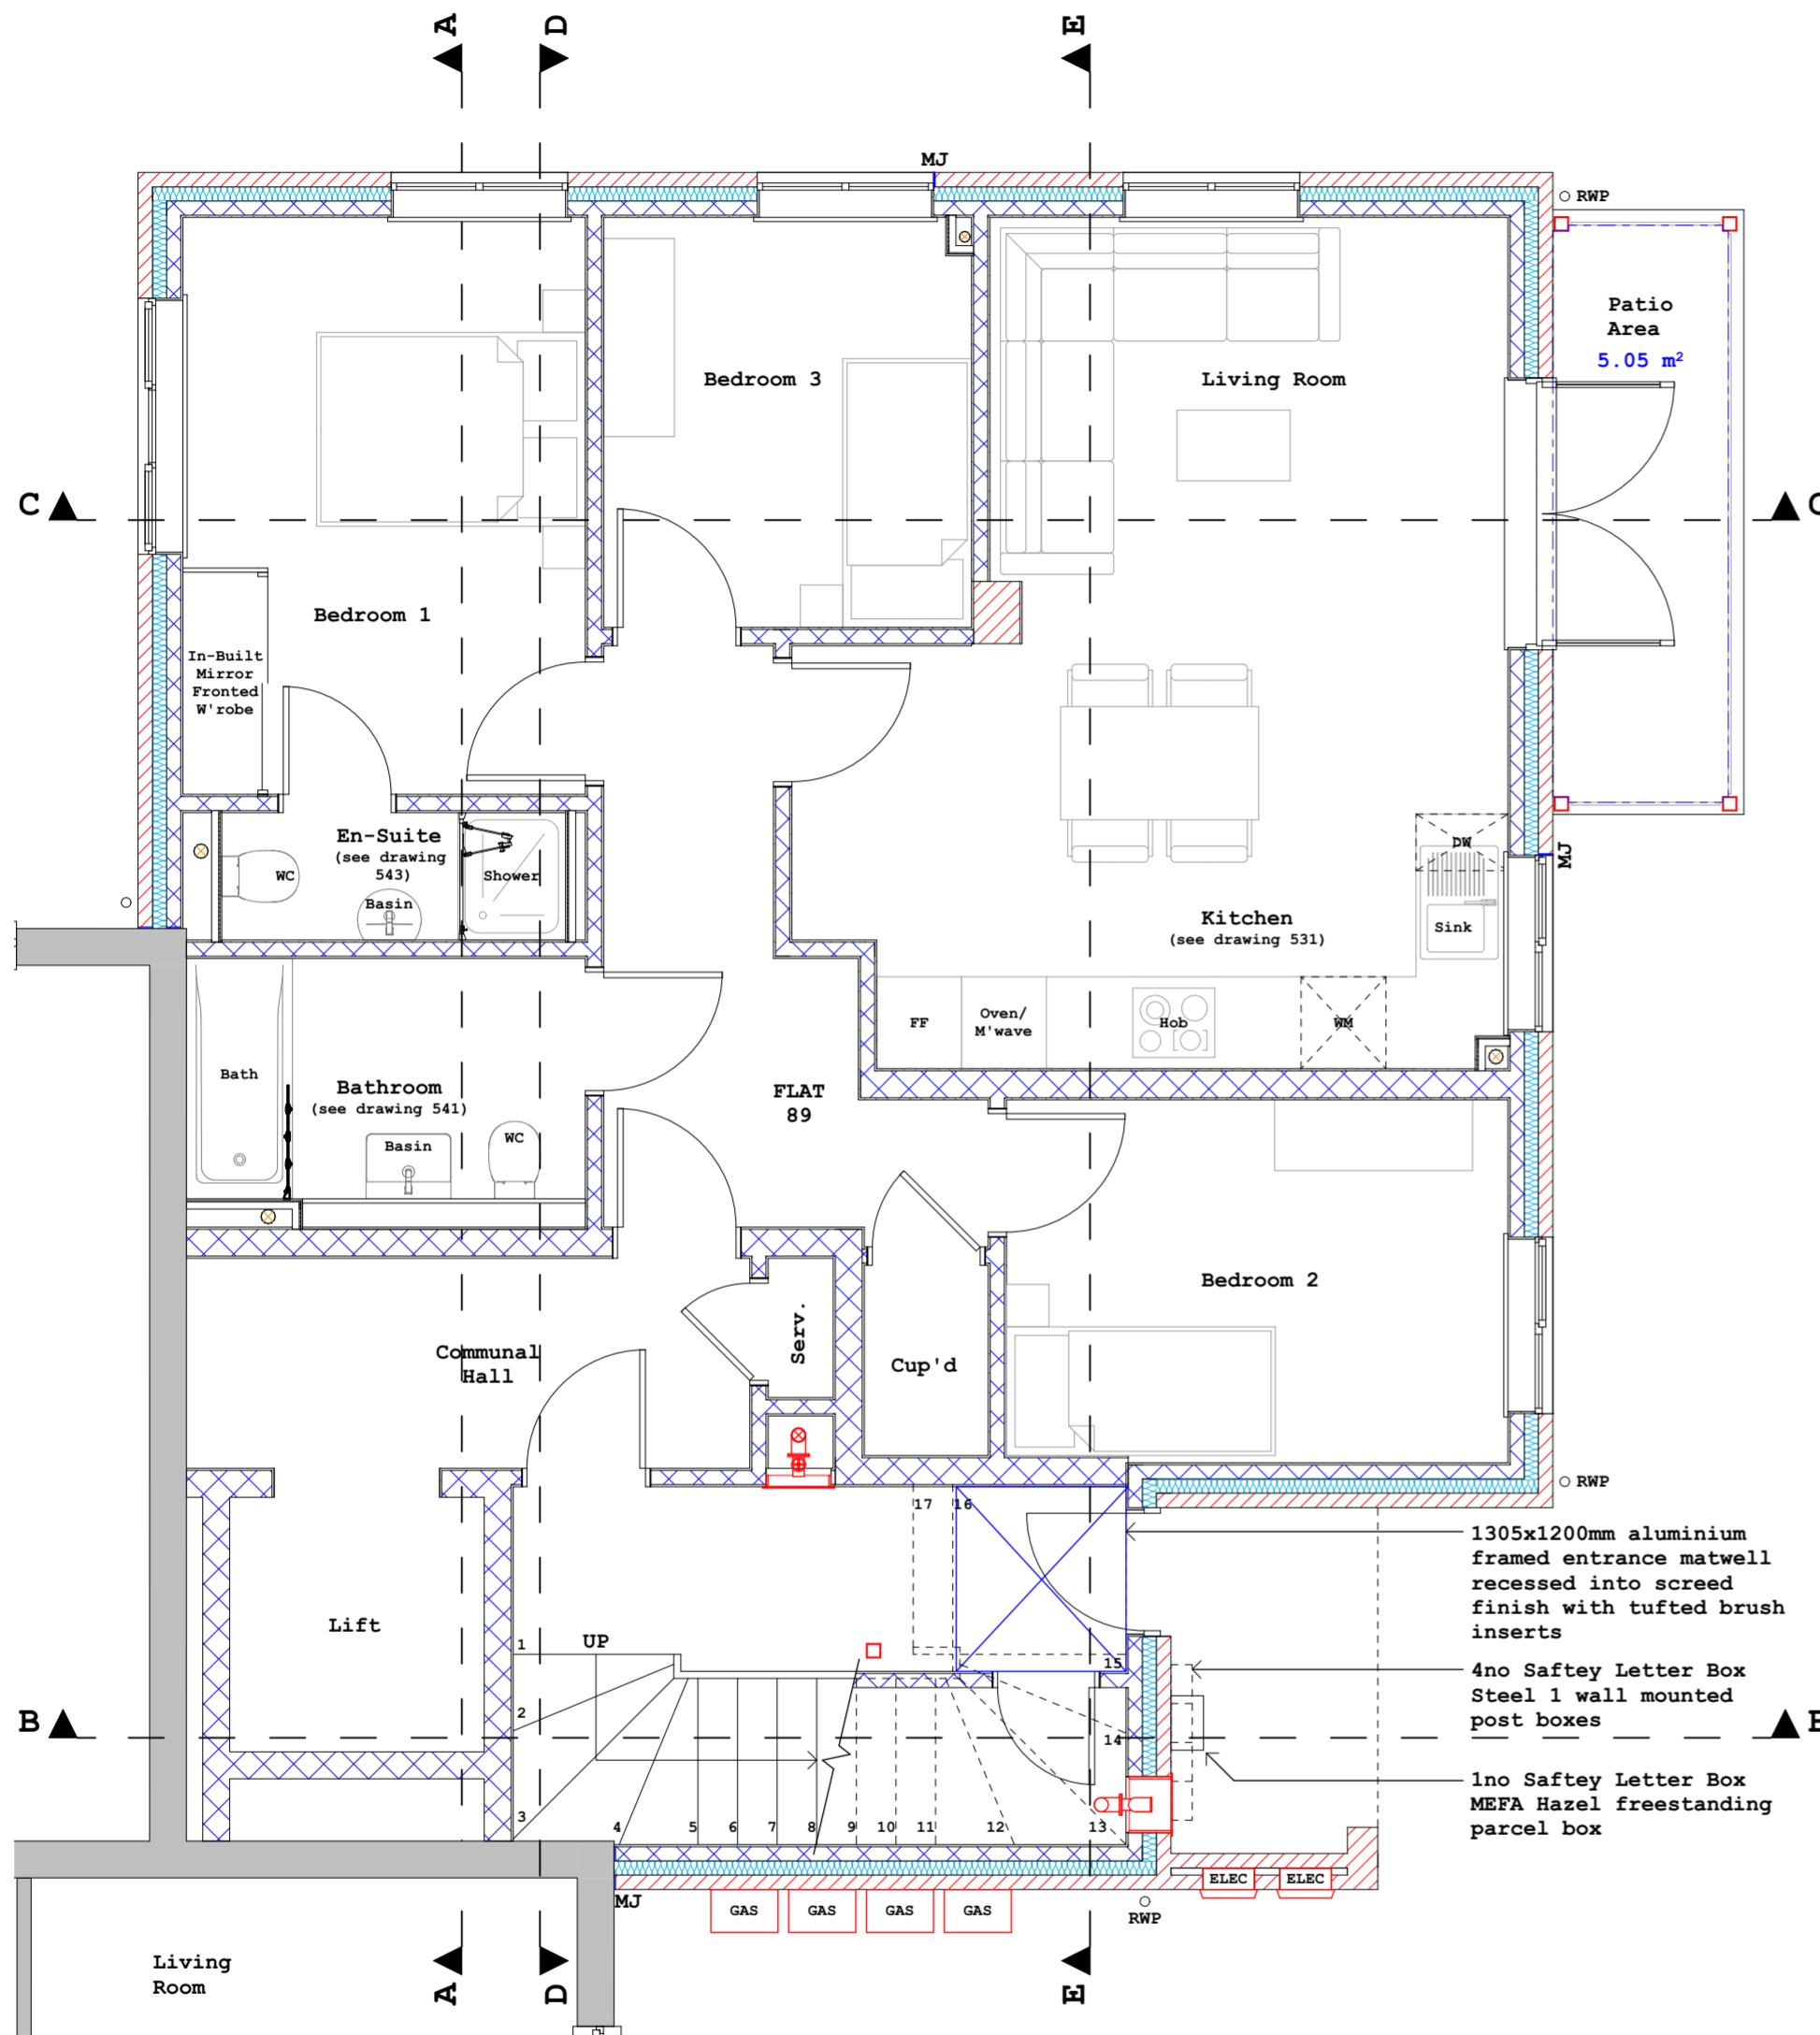 A
D
E
MJ
RWP
Patio
Area
5.05 m²
Bedroom 3
Living Room
C
C
Bedroom 1
In-Built
Mirror
Fronted
W'robe
En-Suite
(see drawing
543)
WC
Basin
Shower
DW
MJ
Sink
Kitchen
(see drawing 531)
FF
Oven/
M'wave
Hob
WM
Bath
Bathroom
(see drawing 541)
Basin
WC
FLAT
89
Bedroom 2
Serv.
Cup'd
Communal
Hall
RWP
17
16
1305x1200mm aluminium
framed entrance matwell
recessed into screed
finish with tufted brush
inserts
Lift
1
UP
15
4no Saftey Letter Box
Steel 1 wall mounted
post boxes
B
2
14
1no Saftey Letter Box
MEFA Hazel freestanding
parcel box
3
4
5
6
7
8
9
10
11
12
13
ELEC
ELEC
MJ
GAS
GAS
GAS
GAS
RWP
Living
Room
A
D
E